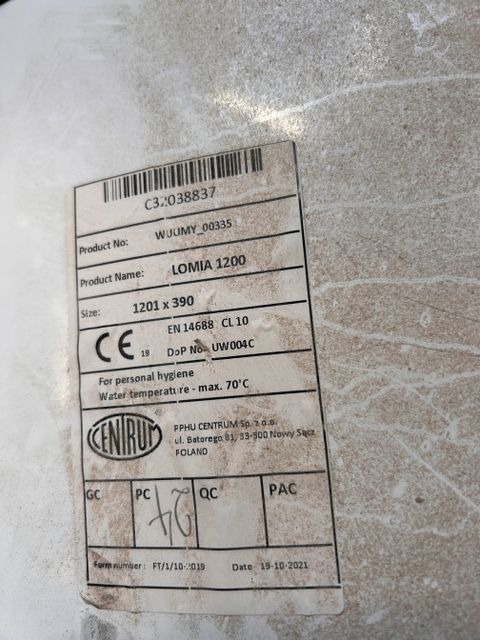 C32038837
Product No: WUUMY_00335
Product Name: LOMIA 1200
Size: 1201 x 390
CE 19 EN 14688 CL 10
DoP No UW004C
For personal hygiene
Water temperature - max. 70°C
CENTRUM
PPHU CENTRUM Sp. z o.o.
ul. Batorego 81, 33-300 Nowy Sącz
POLAND
GC PC QC PAC
24
Form number: FT/1/10-2019 Date 19-10-2021